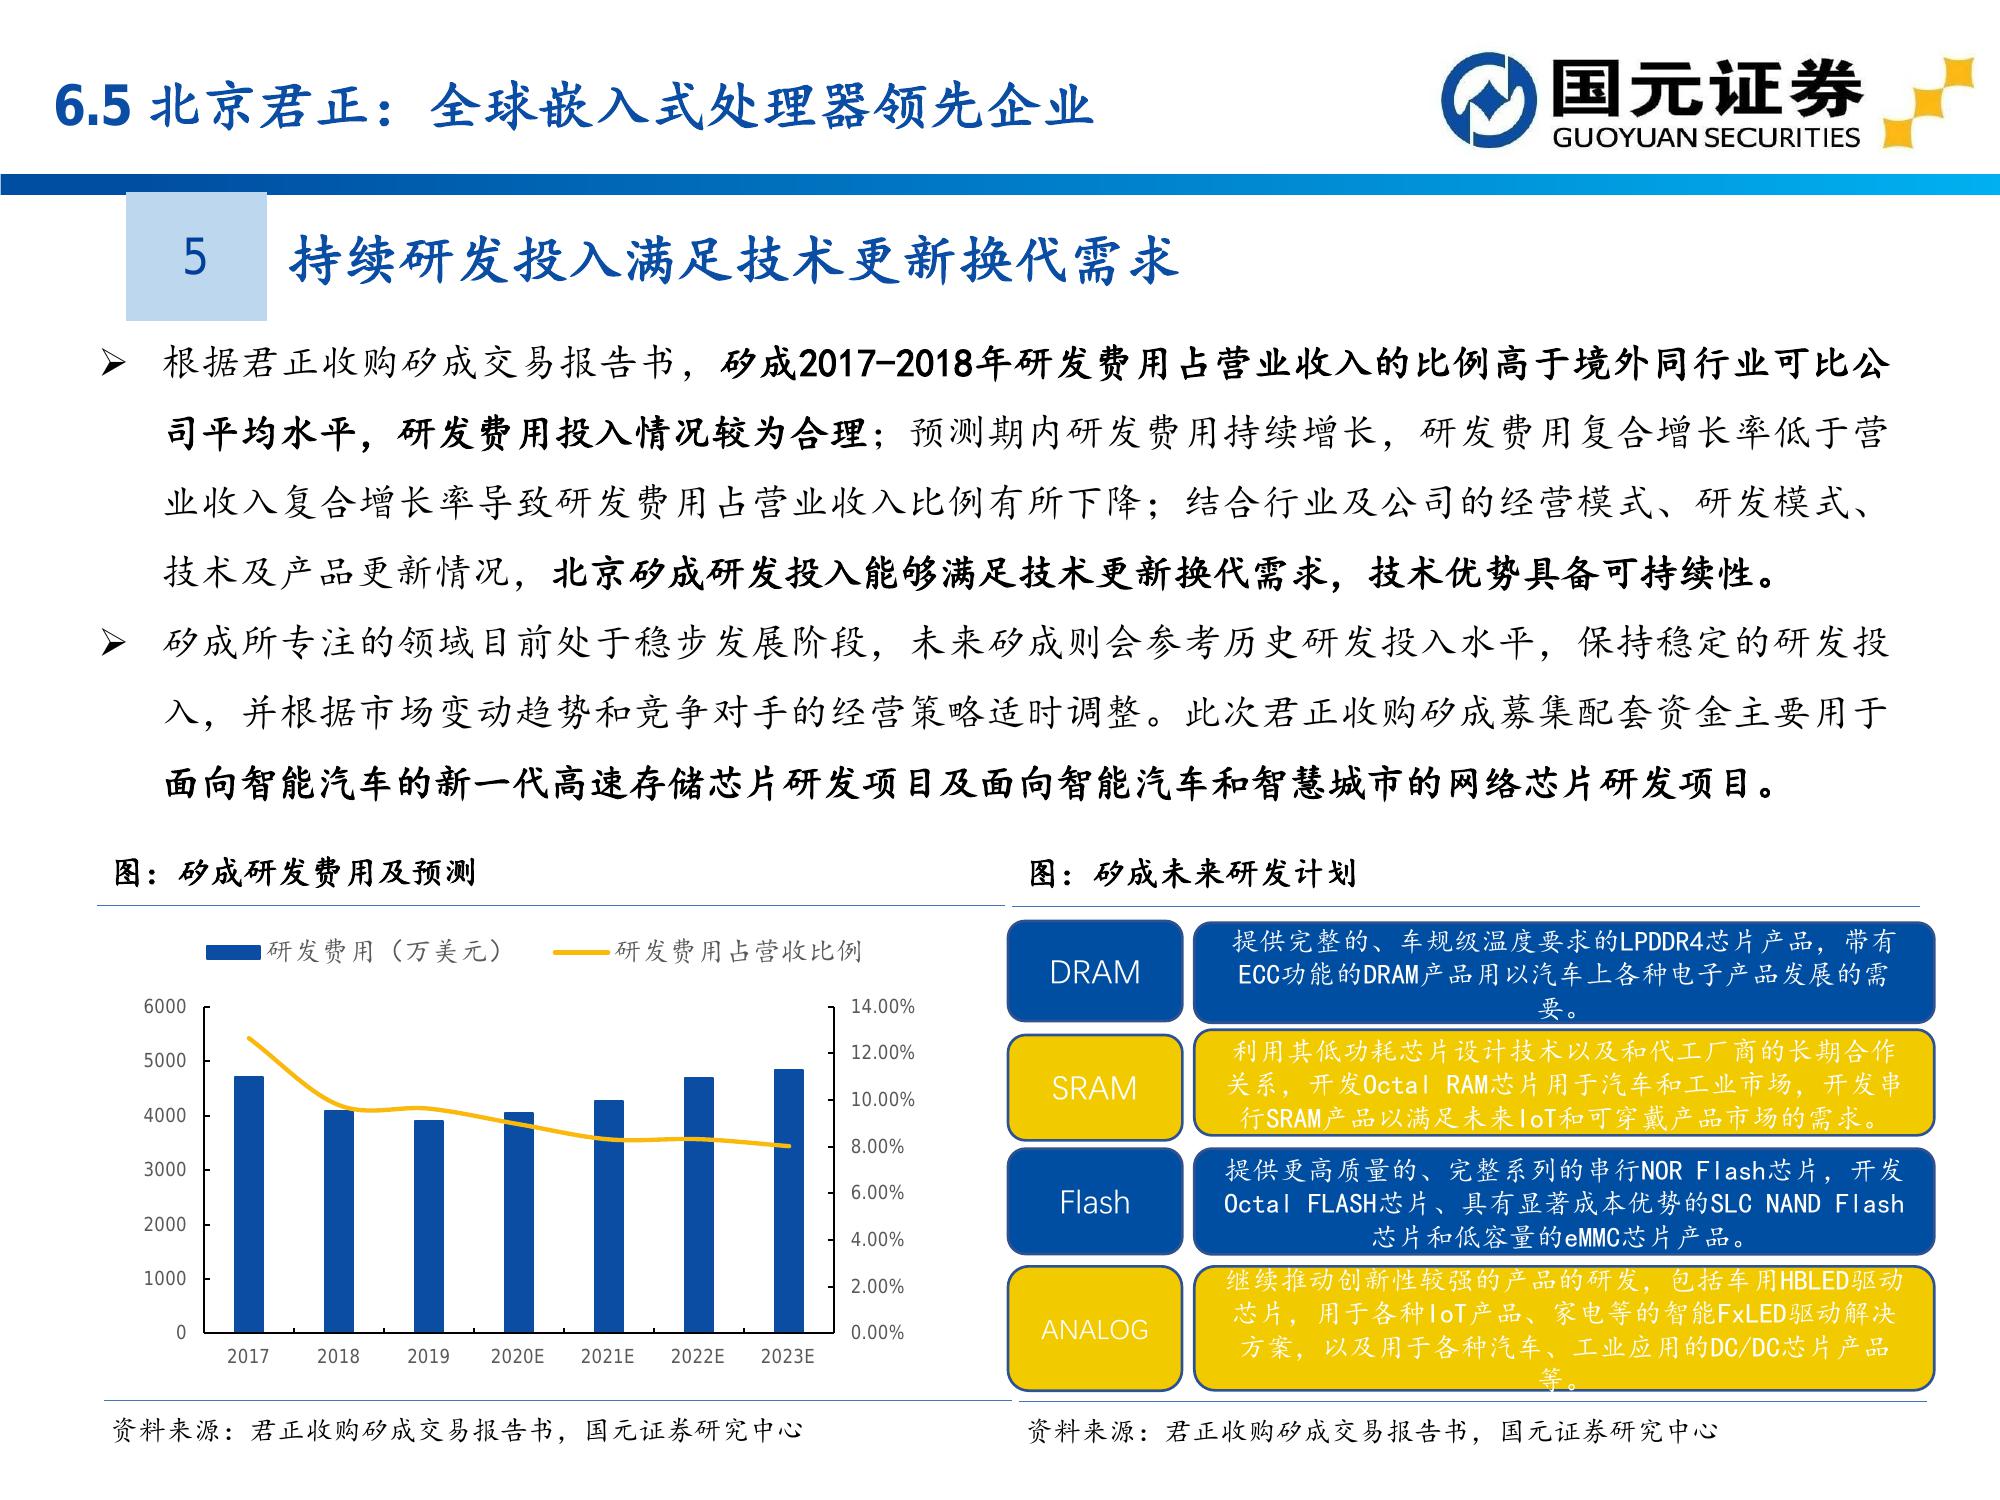 6.5 北京君正：全球嵌入式处理器领先企业
国元证券
GUOYUAN SECURITIES
5
持续研发投入满足技术更新换代需求
➢ 根据君正收购矽成交易报告书，矽成2017-2018年研发费用占营业收入的比例高于境外同行业可比公
司平均水平，研发费用投入情况较为合理；预测期内研发费用持续增长，研发费用复合增长率低于营
业收入复合增长率导致研发费用占营业收入比例有所下降；结合行业及公司的经营模式、研发模式、
技术及产品更新情况，北京矽成研发投入能够满足技术更新换代需求，技术优势具备可持续性。
➢ 矽成所专注的领域目前处于稳步发展阶段，未来矽成则会参考历史研发投入水平，保持稳定的研发投
入，并根据市场变动趋势和竞争对手的经营策略适时调整。此次君正收购矽成募集配套资金主要用于
面向智能汽车的新一代高速存储芯片研发项目及面向智能汽车和智慧城市的网络芯片研发项目。
图：矽成研发费用及预测
研发费用（万美元）
研发费用占营收比例
6000
5000
4000
3000
2000
1000
0
14.00%
12.00%
10.00%
8.00%
6.00%
4.00%
2.00%
0.00%
2017 2018 2019 2020E 2021E 2022E 2023E
资料来源：君正收购矽成交易报告书，国元证券研究中心
图：矽成未来研发计划
DRAM
提供完整的、车规级温度要求的LPDDR4芯片产品，带有
ECC功能的DRAM产品用以汽车上各种电子产品发展的需
要。
SRAM
利用其低功耗芯片设计技术以及和代工厂商的长期合作
关系，开发Octal RAM芯片用于汽车和工业市场，开发串
行SRAM产品以满足未来IoT和可穿戴产品市场的需求。
Flash
提供更高质量的、完整系列的串行NOR Flash芯片，开发
Octal FLASH芯片、具有显著成本优势的SLC NAND Flash
芯片和低容量的eMMC芯片产品。
ANALOG
继续推动创新性较强的产品的研发，包括车用HBLED驱动
芯片，用于各种IoT产品、家电等的智能FxLED驱动解决
方案，以及用于各种汽车、工业应用的DC/DC芯片产品
等。
资料来源：君正收购矽成交易报告书，国元证券研究中心